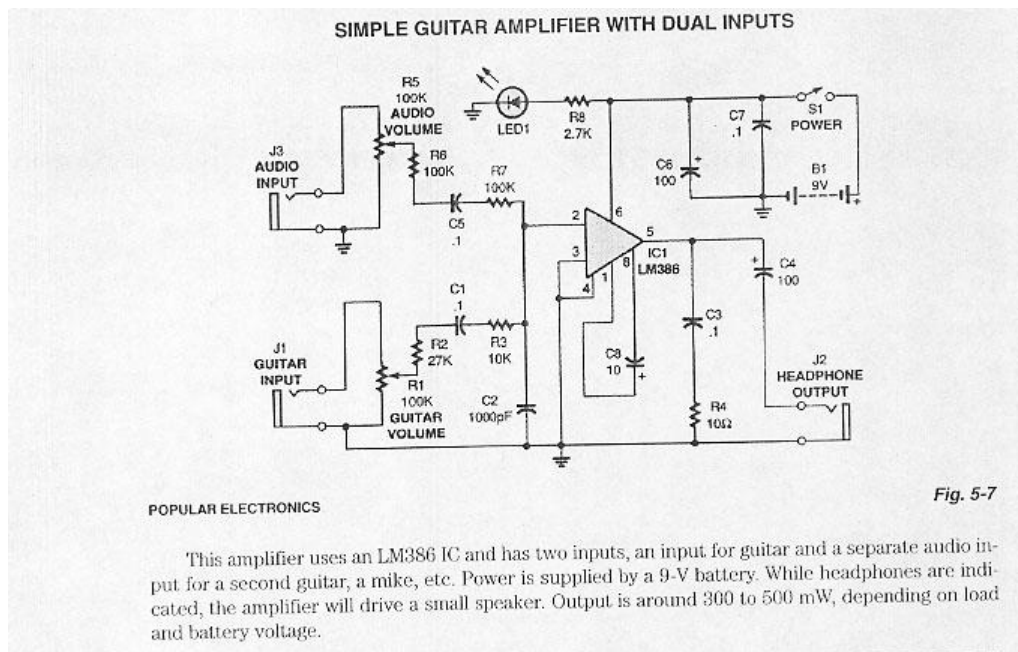 SIMPLE GUITAR AMPLIFIER WITH DUAL INPUTS
R5
100K
AUDIO
VOLUME
J3
AUDIO
INPUT
R6
100K
C5
.1
R7
100K
LED1
R8
2.7K
C7
.1
S1
POWER
C6
100
+
B1
9V
+
2
6
3
4
1
8
5
IC1
LM386
+
C4
100
C1
.1
R2
27K
R3
10K
J1
GUITAR
INPUT
R1
100K
GUITAR
VOLUME
C2
1000pF
C8
10
+
C3
.1
R4
10Ω
J2
HEADPHONE
OUTPUT
POPULAR ELECTRONICS
Fig. 5-7
This amplifier uses an LM386 IC and has two inputs, an input for guitar and a separate audio in-
put for a second guitar, a mike, etc. Power is supplied by a 9-V battery. While headphones are indi-
cated, the amplifier will drive a small speaker. Output is around 300 to 500 mW, depending on load
and battery voltage.